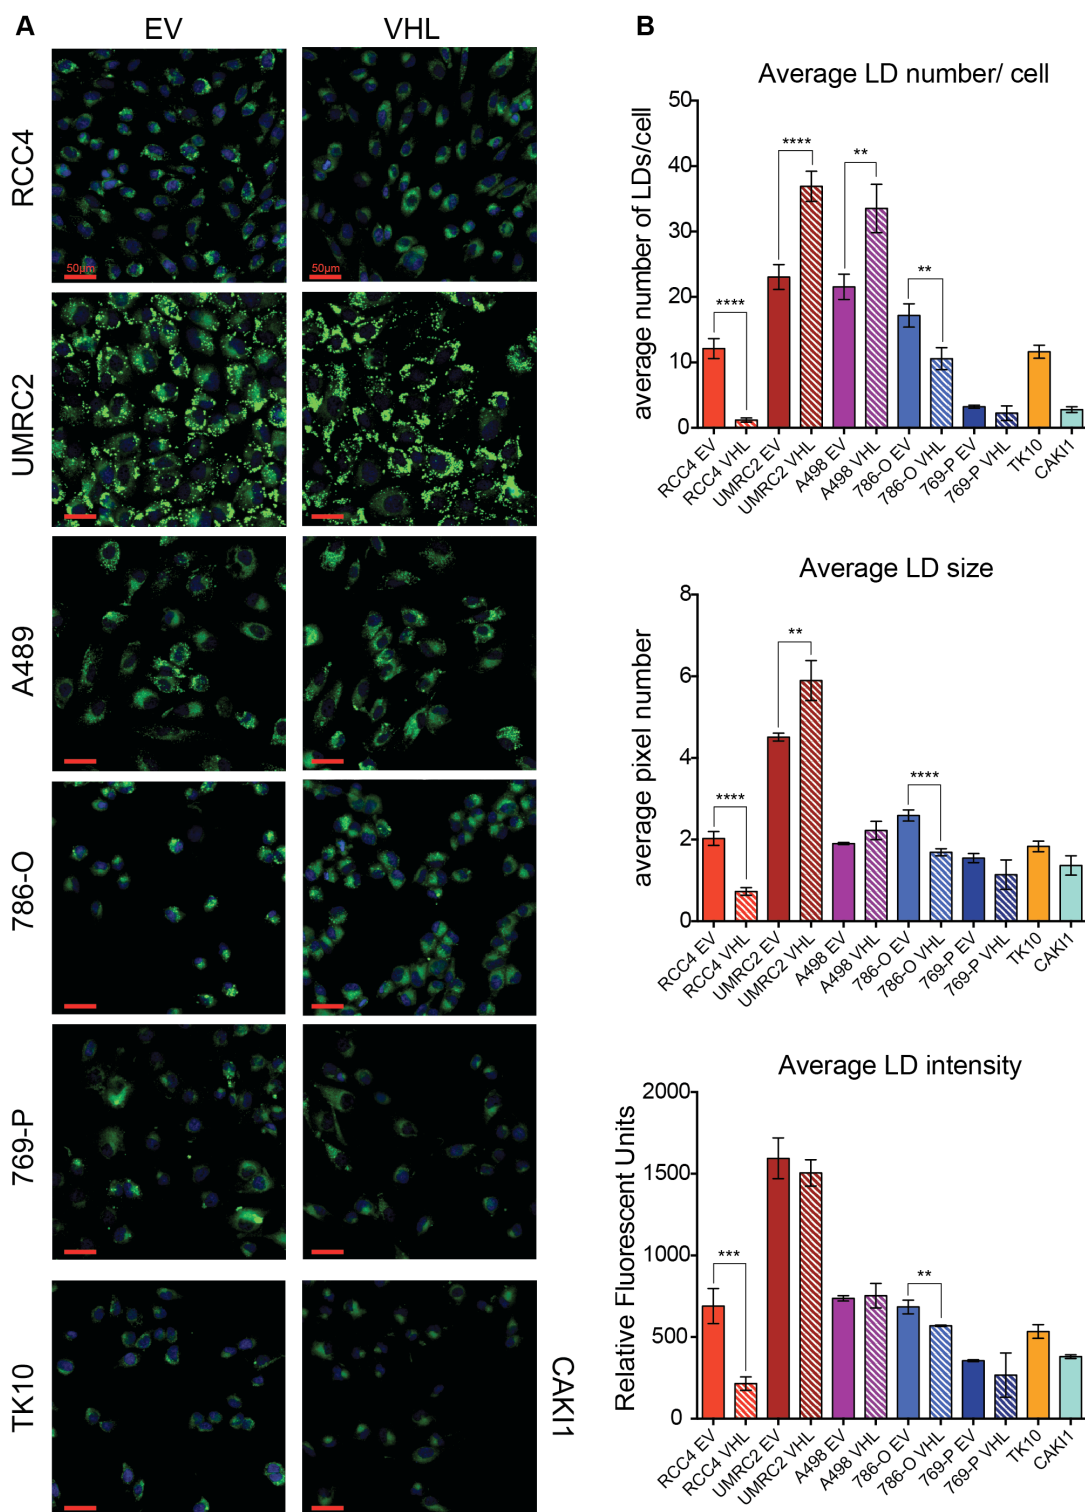 A
EV
VHL
RCC4
50µm
50µm
UMRC2
A489
786-O
769-P
TK10
CAKI1
B
Average LD number/ cell
average number of LDs/cell
50
40
30
20
10
0
****
****
**
**
RCC4 EV
RCC4 VHL
UMRC2 EV
UMRC2 VHL
A498 EV
A498 VHL
786-O EV
786-O VHL
769-P EV
769-P VHL
TK10
CAKI1
Average LD size
average pixel number
8
6
4
2
0
****
**
****
RCC4 EV
RCC4 VHL
UMRC2 EV
UMRC2 VHL
A498 EV
A498 VHL
786-O EV
786-O VHL
769-P EV
769-P VHL
TK10
CAKI1
Average LD intensity
Relative Fluorescent Units
2000
1500
1000
500
0
***
**
RCC4 EV
RCC4 VHL
UMRC2 EV
UMRC2 VHL
A498 EV
A498 VHL
786-O EV
786-O VHL
769-P EV
769-P VHL
TK10
CAKI1